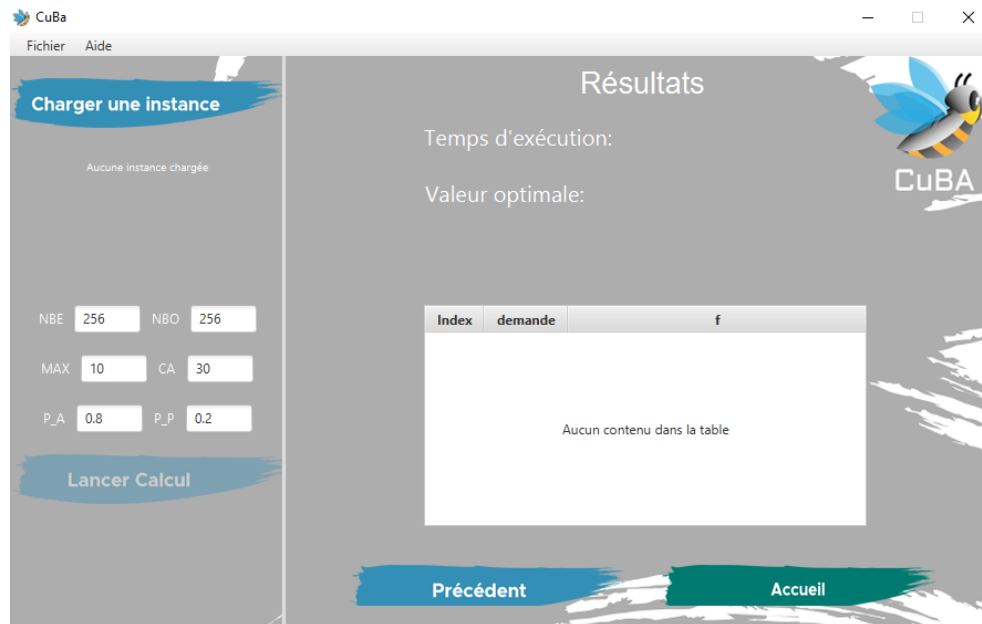 CuBa
Fichier Aide
Charger une instance
Aucune instance chargée
NBE 256 NBO 256
MAX 10 CA 30
P_A 0.8 P_P 0.2
Lancer Calcul
Résultats
Temps d'exécution:
Valeur optimale:
CuBA
Index demande f
Aucun contenu dans la table
Précédent
Accueil